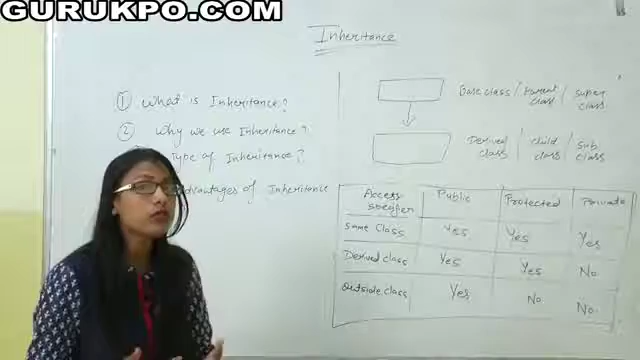 GURUKPO.COM
Inheritance
① What is Inheritance?
② Why we use Inheritance?
Type of Inheritance?
Advantages of Inheritance
Base class / Parent class / Super class
Derived class / Child class / Sub class
Access specifier Public Protected Private
Same Class Yes Yes Yes
Derived class Yes Yes No
Outside class Yes No No